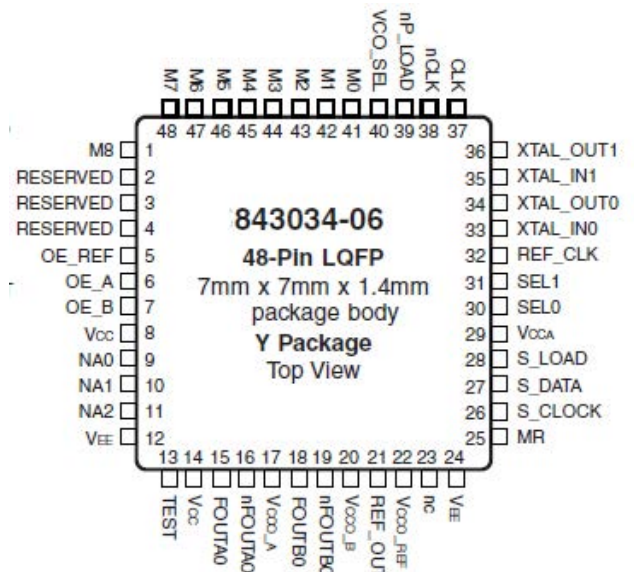 M7 M6 M5 M4 M3 M2 M1 M0 VCO_SEL nP_LOAD nCLK CLK
48 47 46 45 44 43 42 41 40 39 38 37
M8 1
RESERVED 2
RESERVED 3
RESERVED 4
OE_REF 5
OE_A 6
OE_B 7
VCC 8
NA0 9
NA1 10
NA2 11
VEE 12
843034-06
48-Pin LQFP
7mm x 7mm x 1.4mm
package body
Y Package
Top View
36 XTAL_OUT1
35 XTAL_IN1
34 XTAL_OUT0
33 XTAL_IN0
32 REF_CLK
31 SEL1
30 SEL0
29 VCCA
28 S_LOAD
27 S_DATA
26 S_CLOCK
25 MR
13 14 15 16 17 18 19 20 21 22 23 24
TEST VCC FOUTA0 nFOUTA0 VCCO_A FOUTB0 nFOUTB0 VCCO_B REF_OUT VCCO_REF nc VEE